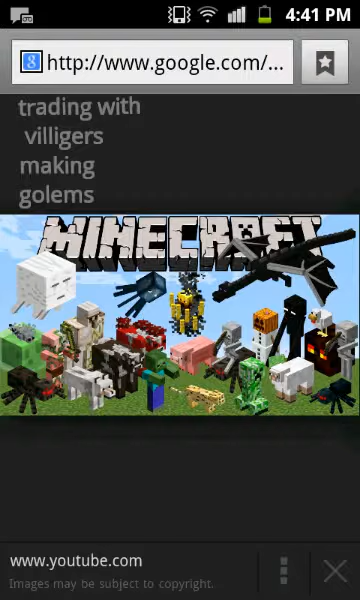 4:41 PM
http://www.google.com/...
trading with
villigers
making
golems
MINECRAFT
www.youtube.com
Images may be subject to copyright.